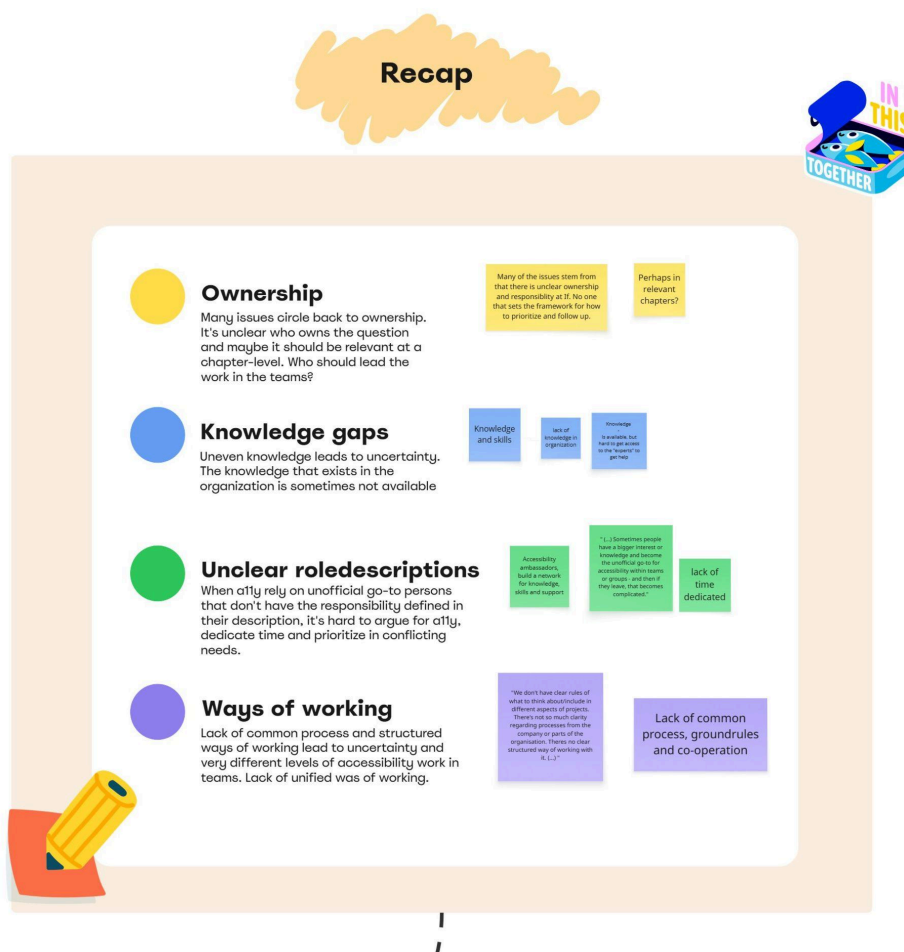 Recap
IN
THIS
TOGETHER
Ownership
Many issues circle back to ownership.
It's unclear who owns the question
and maybe it should be relevant at a
chapter-level. Who should lead the
work in the teams?
Many of the issues stem from
that there is unclear ownership
and responsiblity at If. No one
that sets the framework for how
to prioritize and follow up.
Perhaps in
relevant
chapters?
Knowledge gaps
Uneven knowledge leads to uncertainty.
The knowledge that exists in the
organization is sometimes not available
Knowledge
and skills
lack of
knowledge in
organization
Knowledge
-
Is available, but
hard to get access
to the "experts" to
get help
Unclear roledescriptions
When a11y rely on unofficial go-to persons
that don't have the responsibility defined in
their description, it's hard to argue for a11y,
dedicate time and prioritize in conflicting
needs.
Accessibility
ambassadors,
build a network
for knowledge,
skills and support
" (...) Sometimes people
have a bigger interest or
knowledge and become
the unofficial go-to for
accessibility within teams
or groups - and then if
they leave, that becomes
complicated."
lack of
time
dedicated
Ways of working
Lack of common process and structured
ways of working lead to uncertainty and
very different levels of accessibility work in
teams. Lack of unified was of working.
"We don't have clear rules of
what to think about/include in
different aspects of projects.
There's not so much clarity
regarding processes from the
company or parts of the
organisation. Theres no clear
structured way of working with
it. (...) "
Lack of common
process, groundrules
and co-operation